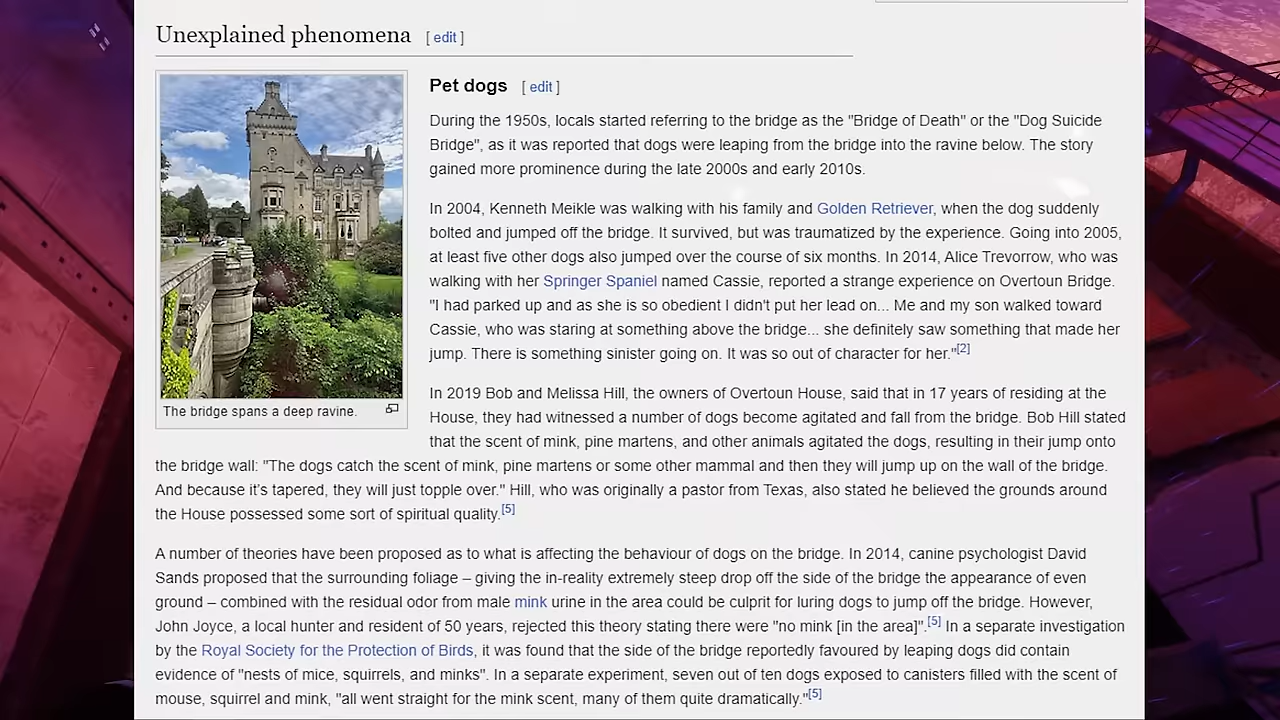 Unexplained phenomena [ edit ]
Pet dogs [ edit ]
During the 1950s, locals started referring to the bridge as the "Bridge of Death" or the "Dog Suicide
Bridge", as it was reported that dogs were leaping from the bridge into the ravine below. The story
gained more prominence during the late 2000s and early 2010s.
In 2004, Kenneth Meikle was walking with his family and Golden Retriever, when the dog suddenly
bolted and jumped off the bridge. It survived, but was traumatized by the experience. Going into 2005,
at least five other dogs also jumped over the course of six months. In 2014, Alice Trevorrow, who was
walking with her Springer Spaniel named Cassie, reported a strange experience on Overtoun Bridge.
"I had parked up and as she is so obedient I didn't put her lead on... Me and my son walked toward
Cassie, who was staring at something above the bridge... she definitely saw something that made her
jump. There is something sinister going on. It was so out of character for her."[2]
The bridge spans a deep ravine.
In 2019 Bob and Melissa Hill, the owners of Overtoun House, said that in 17 years of residing at the
House, they had witnessed a number of dogs become agitated and fall from the bridge. Bob Hill stated
that the scent of mink, pine martens, and other animals agitated the dogs, resulting in their jump onto
the bridge wall: "The dogs catch the scent of mink, pine martens or some other mammal and then they will jump up on the wall of the bridge.
And because it's tapered, they will just topple over." Hill, who was originally a pastor from Texas, also stated he believed the grounds around
the House possessed some sort of spiritual quality.[5]
A number of theories have been proposed as to what is affecting the behaviour of dogs on the bridge. In 2014, canine psychologist David
Sands proposed that the surrounding foliage – giving the in-reality extremely steep drop off the side of the bridge the appearance of even
ground – combined with the residual odor from male mink urine in the area could be culprit for luring dogs to jump off the bridge. However,
John Joyce, a local hunter and resident of 50 years, rejected this theory stating there were "no mink [in the area]".[5] In a separate investigation
by the Royal Society for the Protection of Birds, it was found that the side of the bridge reportedly favoured by leaping dogs did contain
evidence of "nests of mice, squirrels, and minks". In a separate experiment, seven out of ten dogs exposed to canisters filled with the scent of
mouse, squirrel and mink, "all went straight for the mink scent, many of them quite dramatically."[5]